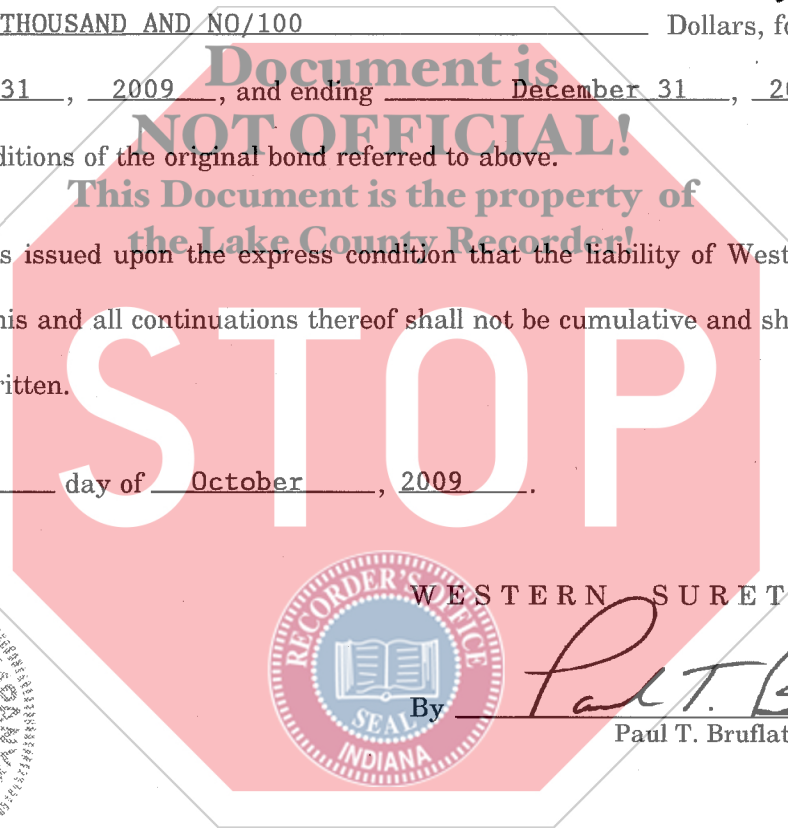 THOUSAND AND NO/100 Dollars, fo
Document is
31 , 2009 , and ending December 31 , 20
NOT OFFICIAL!
ditions of the original bond referred to above.
This Document is the property of
the Lake County Recorder!
s issued upon the express condition that the liability of West
his and all continuations thereof shall not be cumulative and sh
ritten.
STOP
day of October , 2009 .
RECORDER'S OFFICE
WESTERN SURET
SEAL
INDIANA
By Paul T. B
Paul T. Bruflat